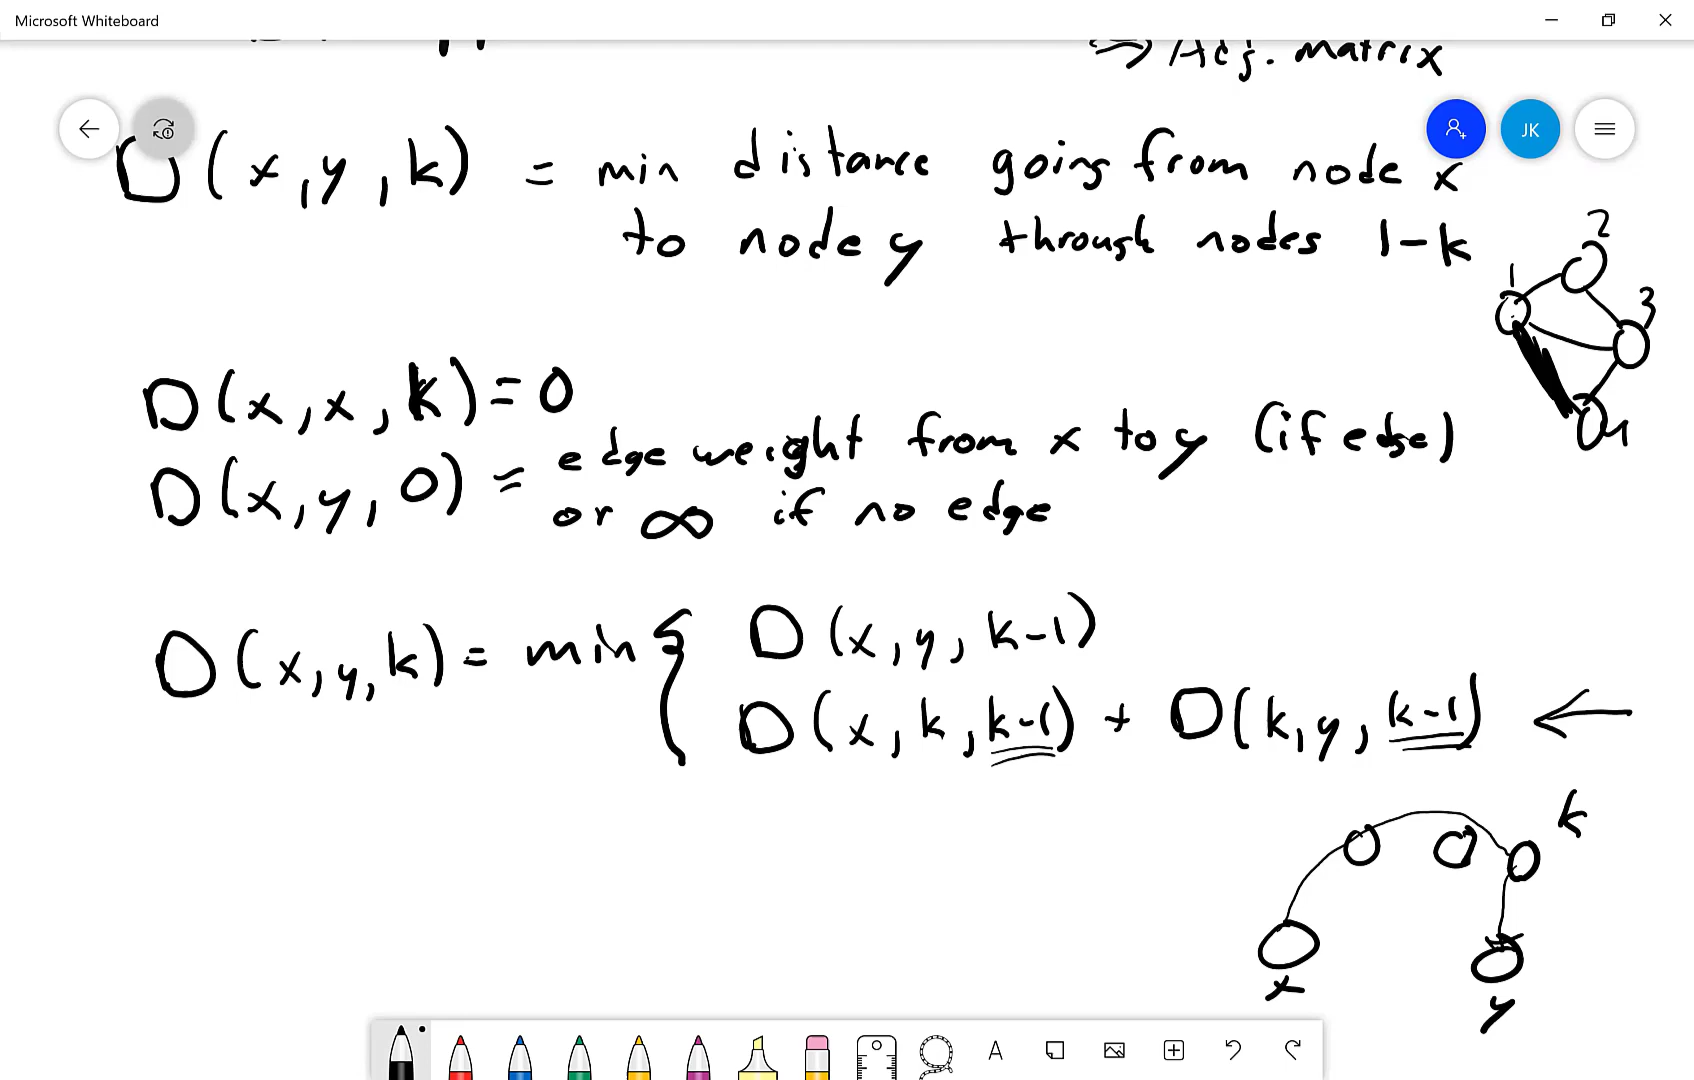 Microsoft Whiteboard
⇒ Adj. matrix
JK
D(x,y,k) = min distance going from node x
to node y through nodes 1-k
2
1
3
4
D(x,x,k)=0
D(x,y,0) = edge weight from x to y (if edge)
or ∞ if no edge
D(x,y,k) = min { D(x,y,k-1)
D(x,k,k-1) + D(k,y,k-1) ←
k
x
y
A